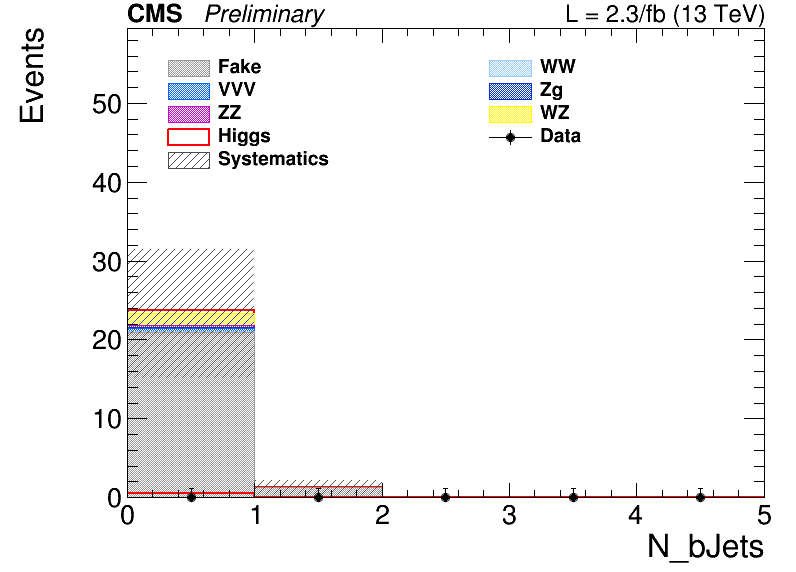 CMS Preliminary L = 2.3/fb (13 TeV)
Events
Fake WW
VVV Zg
ZZ WZ
Higgs Data
Systematics
50
40
30
20
10
0
0 1 2 3 4 5
N_bJets